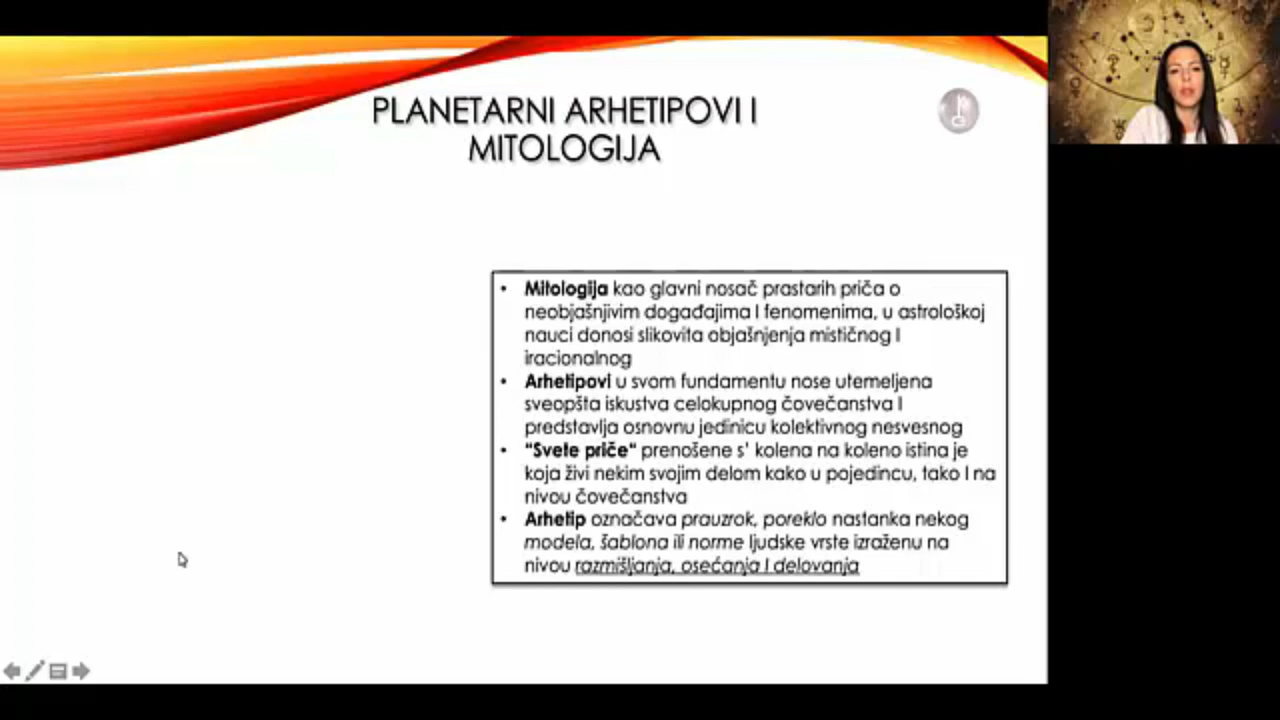 PLANETARNI ARHETIPOVI I
MITOLOGIJA
• Mitologija kao glavni nosač prastarih priča o
neobjašnjivim događajima I fenomenima, u astrološkoj
nauci donosi slikovita objašnjenja mističnog I
iracionalnog
• Arhetipovi u svom fundamentu nose utemeljena
sveopšta iskustva celokupnog čovečanstva I
predstavlja osnovnu jedinicu kolektivnog nesvesnog
• "Svete priče" prenošene s' kolena na koleno istina je
koja živi nekim svojim delom kako u pojedincu, tako I na
nivou čovečanstva
• Arhetip označava prauzrok, poreklo nastanka nekog
modela, šablona ili norme ljudske vrste izraženu na
nivou razmišljanja, osećanja I delovanja